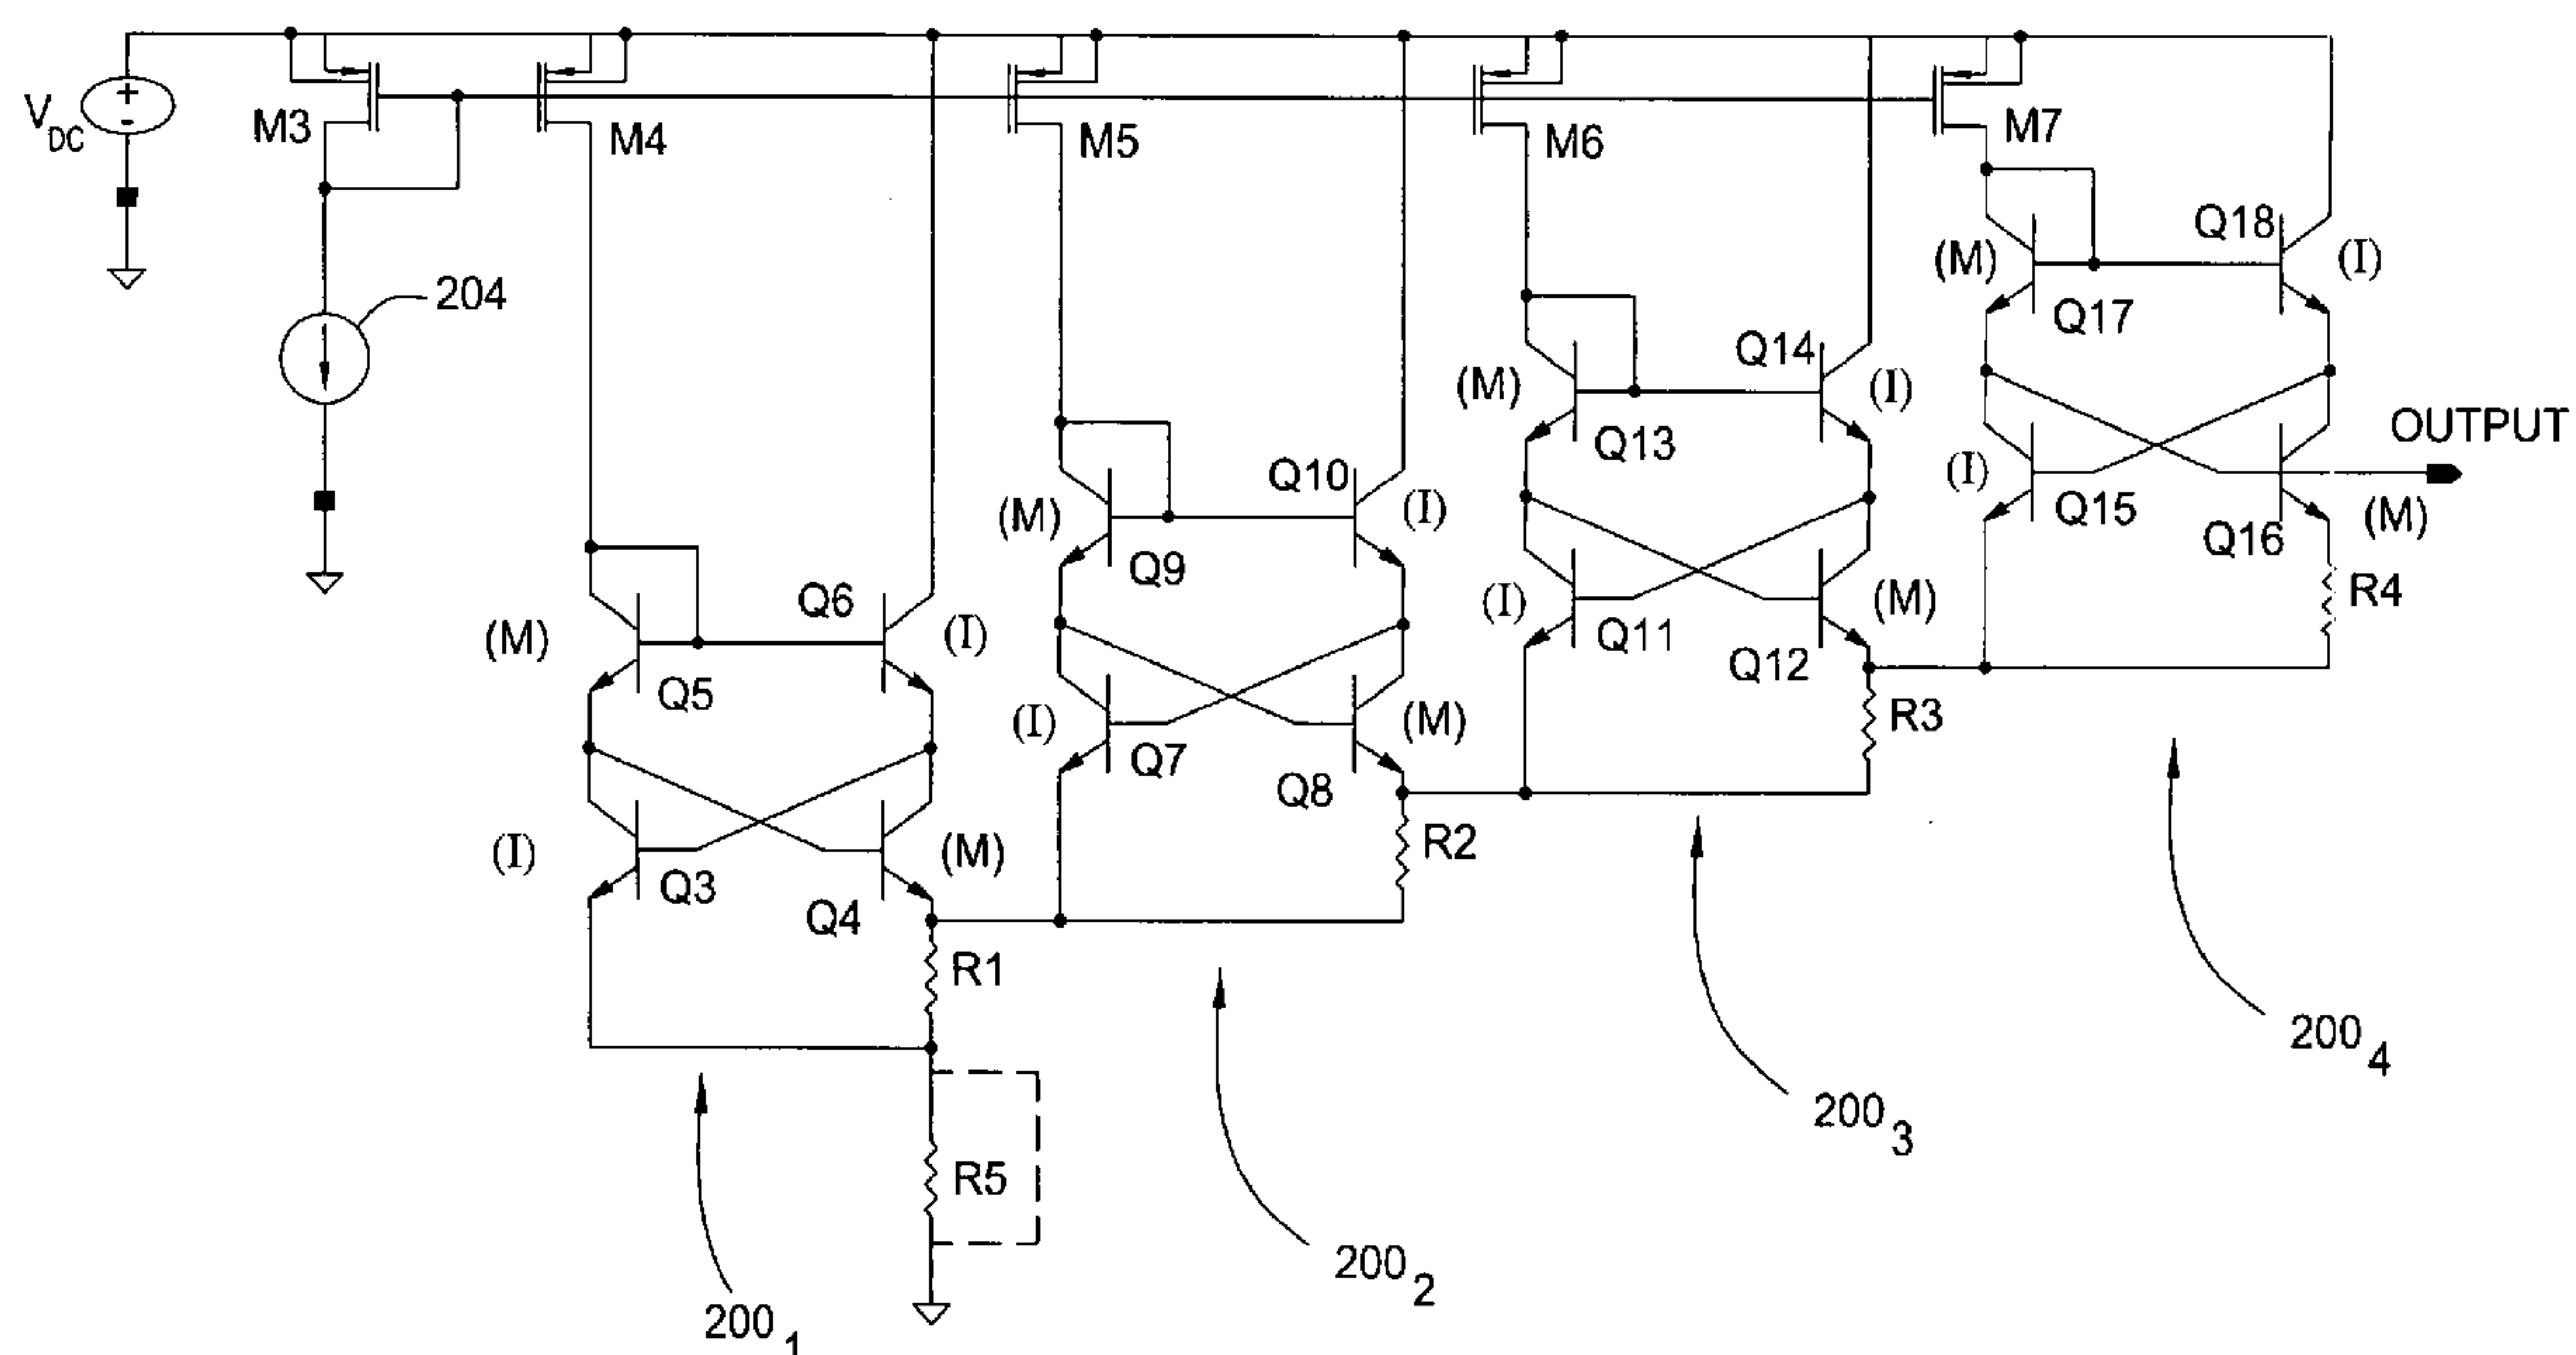 V DC
+
-
M3
M4
M5
M6
M7
204
(M)
Q17
Q18
(I)
(I)
Q15
Q16
(M)
OUTPUT
R4
(M)
Q13
Q14
(I)
(I)
Q11
Q12
(M)
R3
(M)
Q9
Q10
(I)
(I)
Q7
Q8
(M)
R2
(M)
Q5
Q6
(I)
(I)
Q3
Q4
(M)
R1
R5
200 1
200 2
200 3
200 4